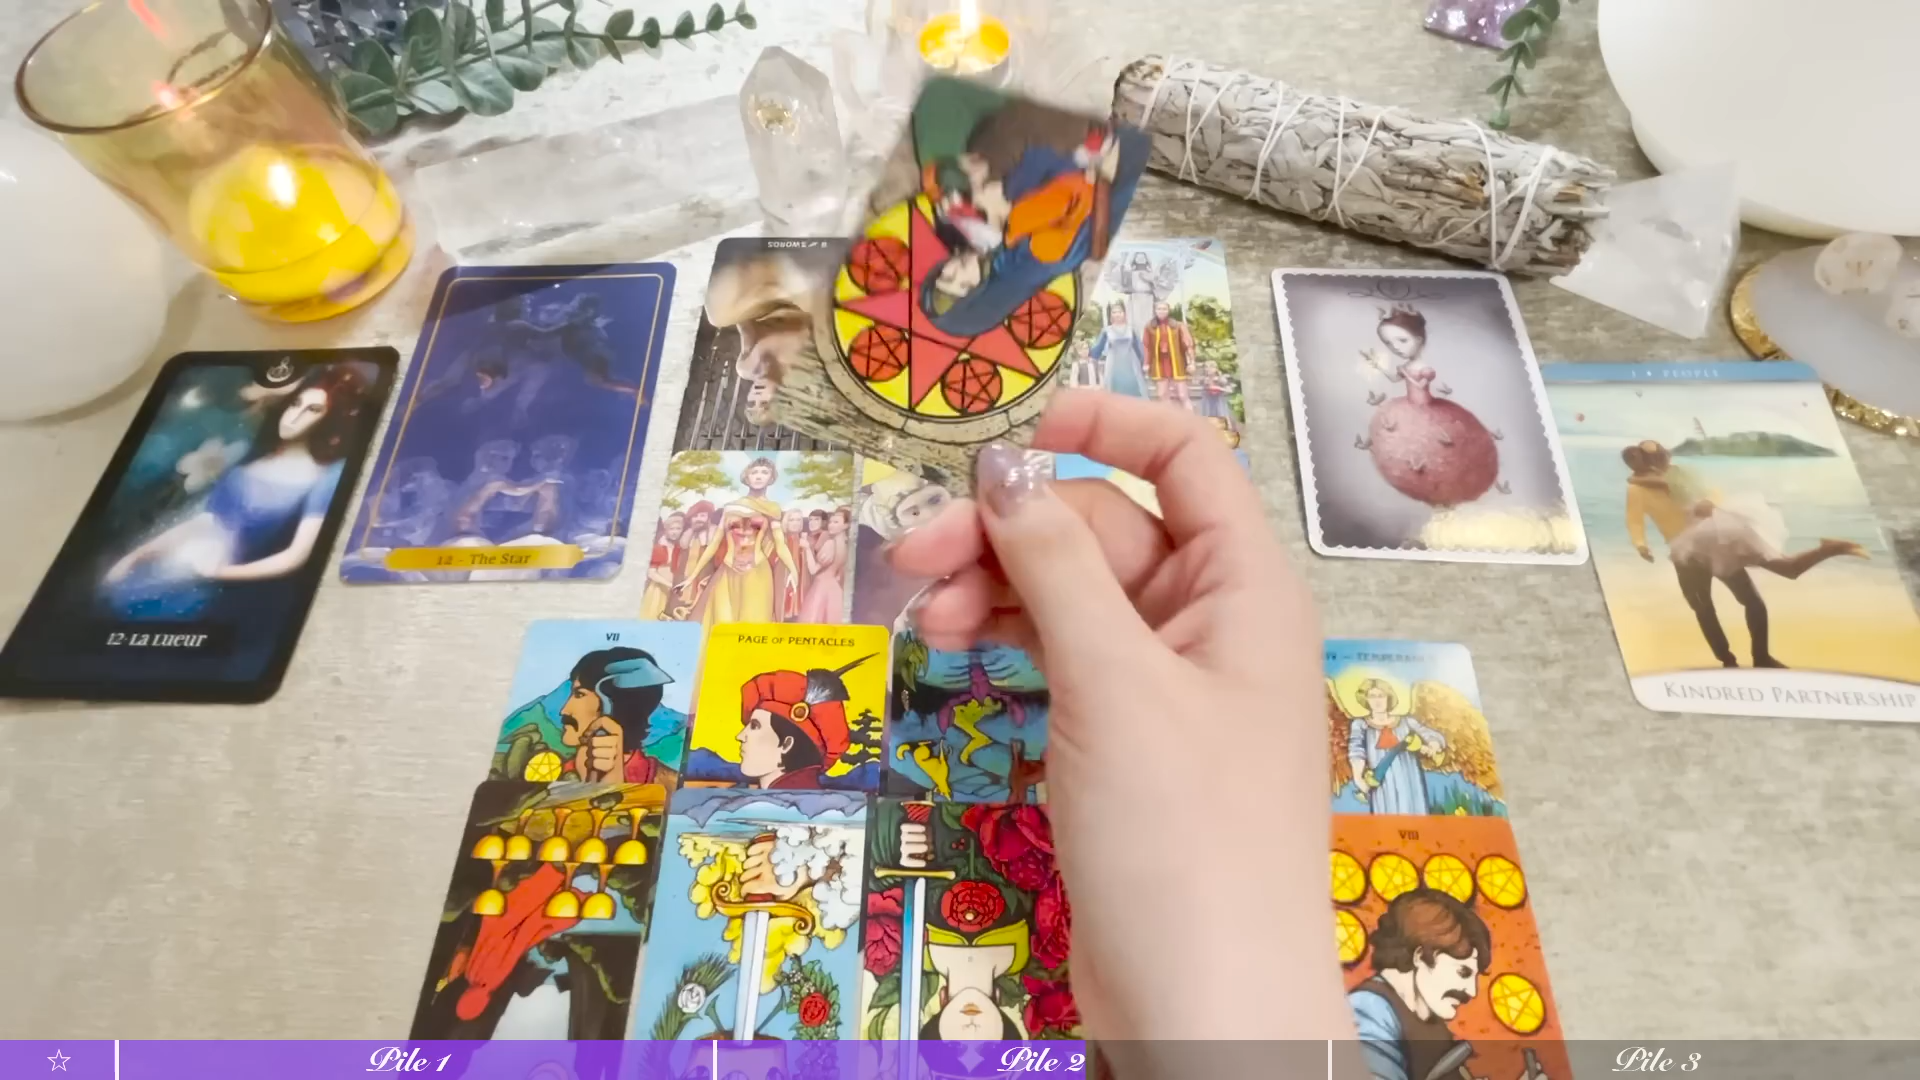 8 SWORDS
1 • PEOPLE
12 - The Star
12-La Lueur
KINDRED PARTNERSHIP
VII
PAGE OF PENTACLES
VIII
☆ Pile 1 Pile 2 Pile 3